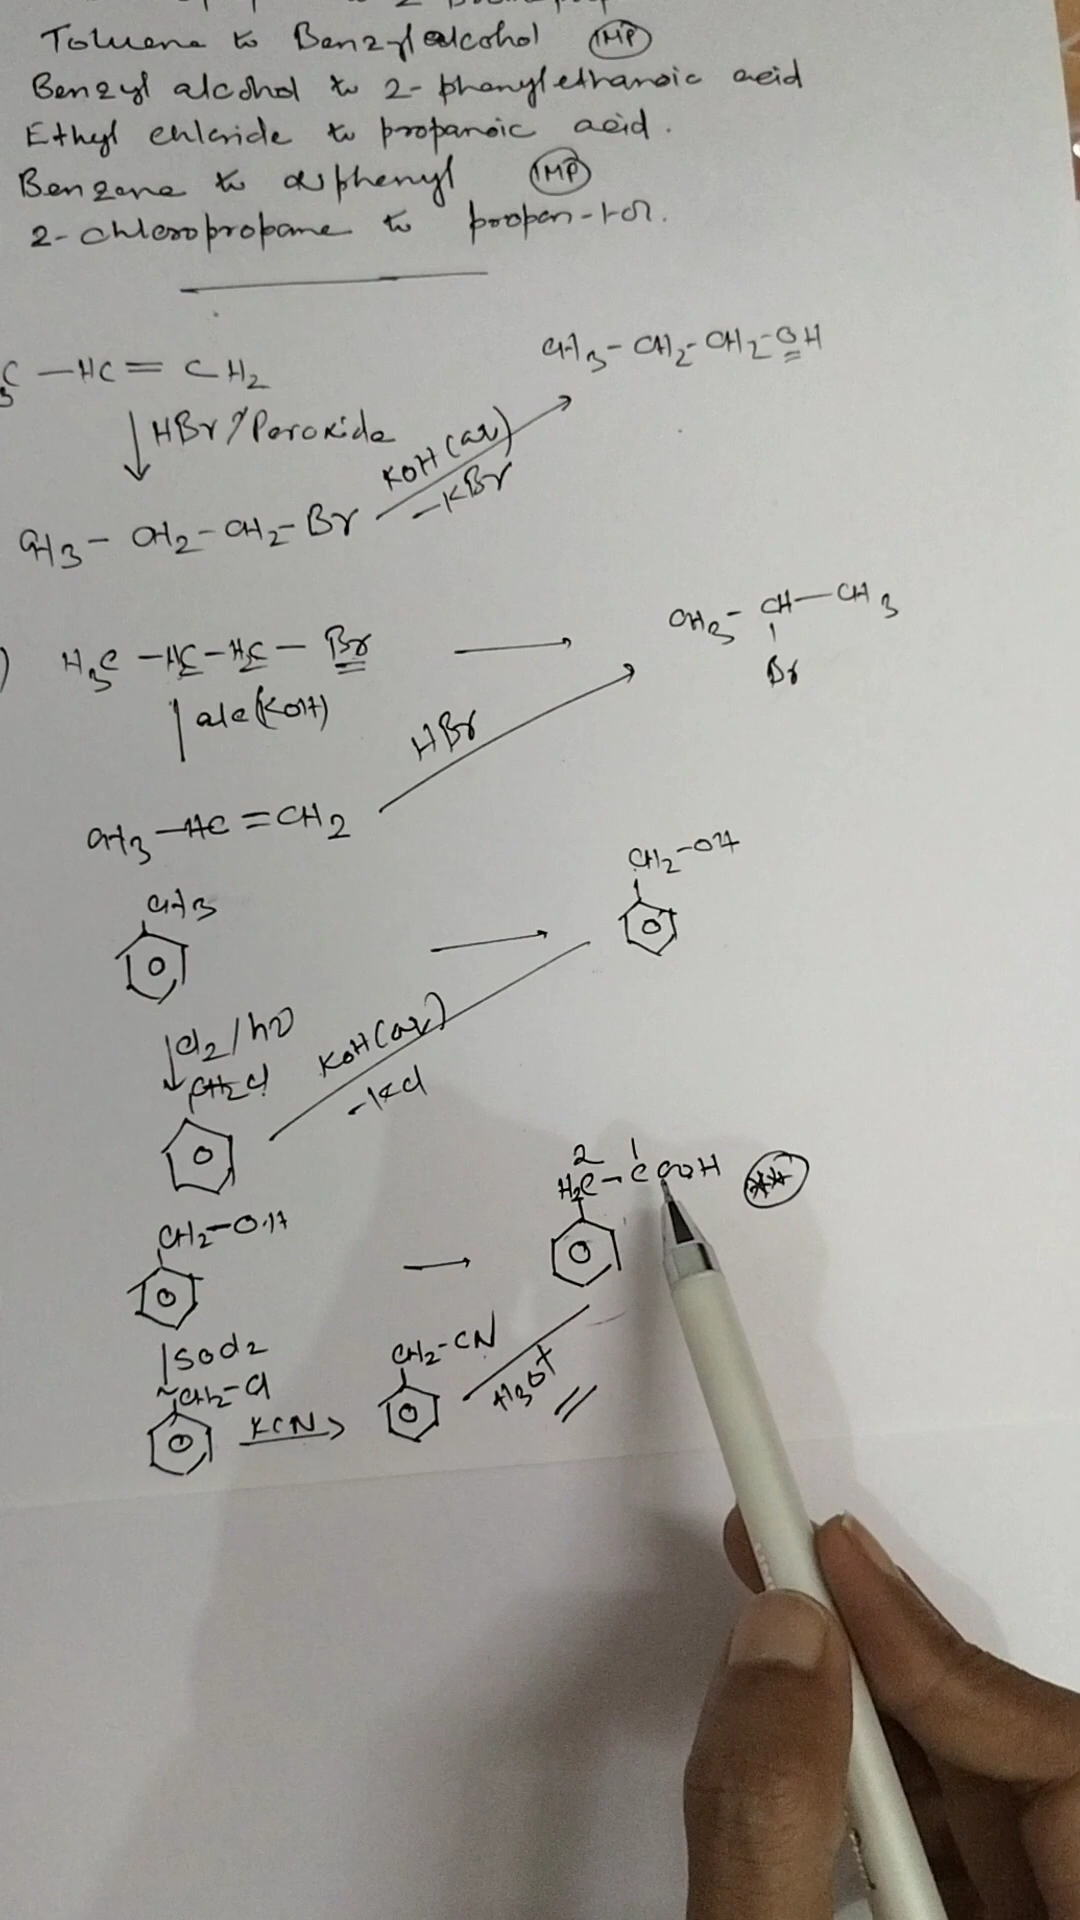 Toluene to Benzyl alcohol IMP
Benzyl alcohol to 2-phenylethanoic acid
Ethyl chloride to propanoic acid.
Benzene to diphenyl IMP
2-chloropropane to propan-1-ol.
CH3-CH2-CH2-OH
3C-HC=CH2
HBr/Peroxide
KOH(aq)
-KBr
CH3-CH2-CH2-Br
) H3C-H2C-H2C-Br
CH3-CH-CH3
Br
alc(KOH)
HBr
CH3-HC=CH2
CH2-OH
CH3
Cl2/hν
KOH(aq)
CH2Cl
-KCl
2 1
H2C-COOH **
CH2-OH
SOCl2
CH2-CN
CH2-Cl
KCN
H3O+